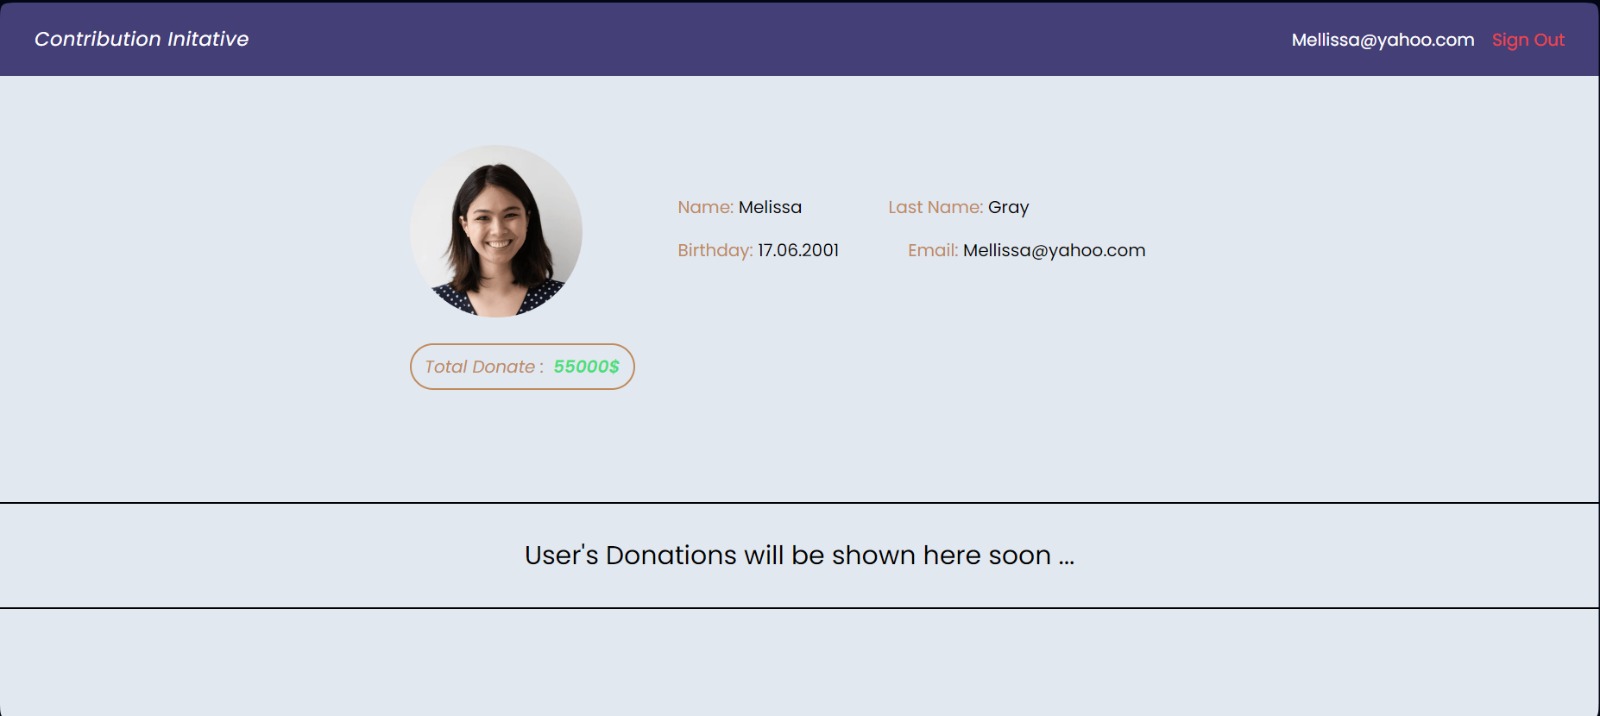 Contribution Initative
Mellissa@yahoo.com Sign Out
Name: Melissa
Last Name: Gray
Birthday: 17.06.2001
Email: Mellissa@yahoo.com
Total Donate : 55000$
User's Donations will be shown here soon ...